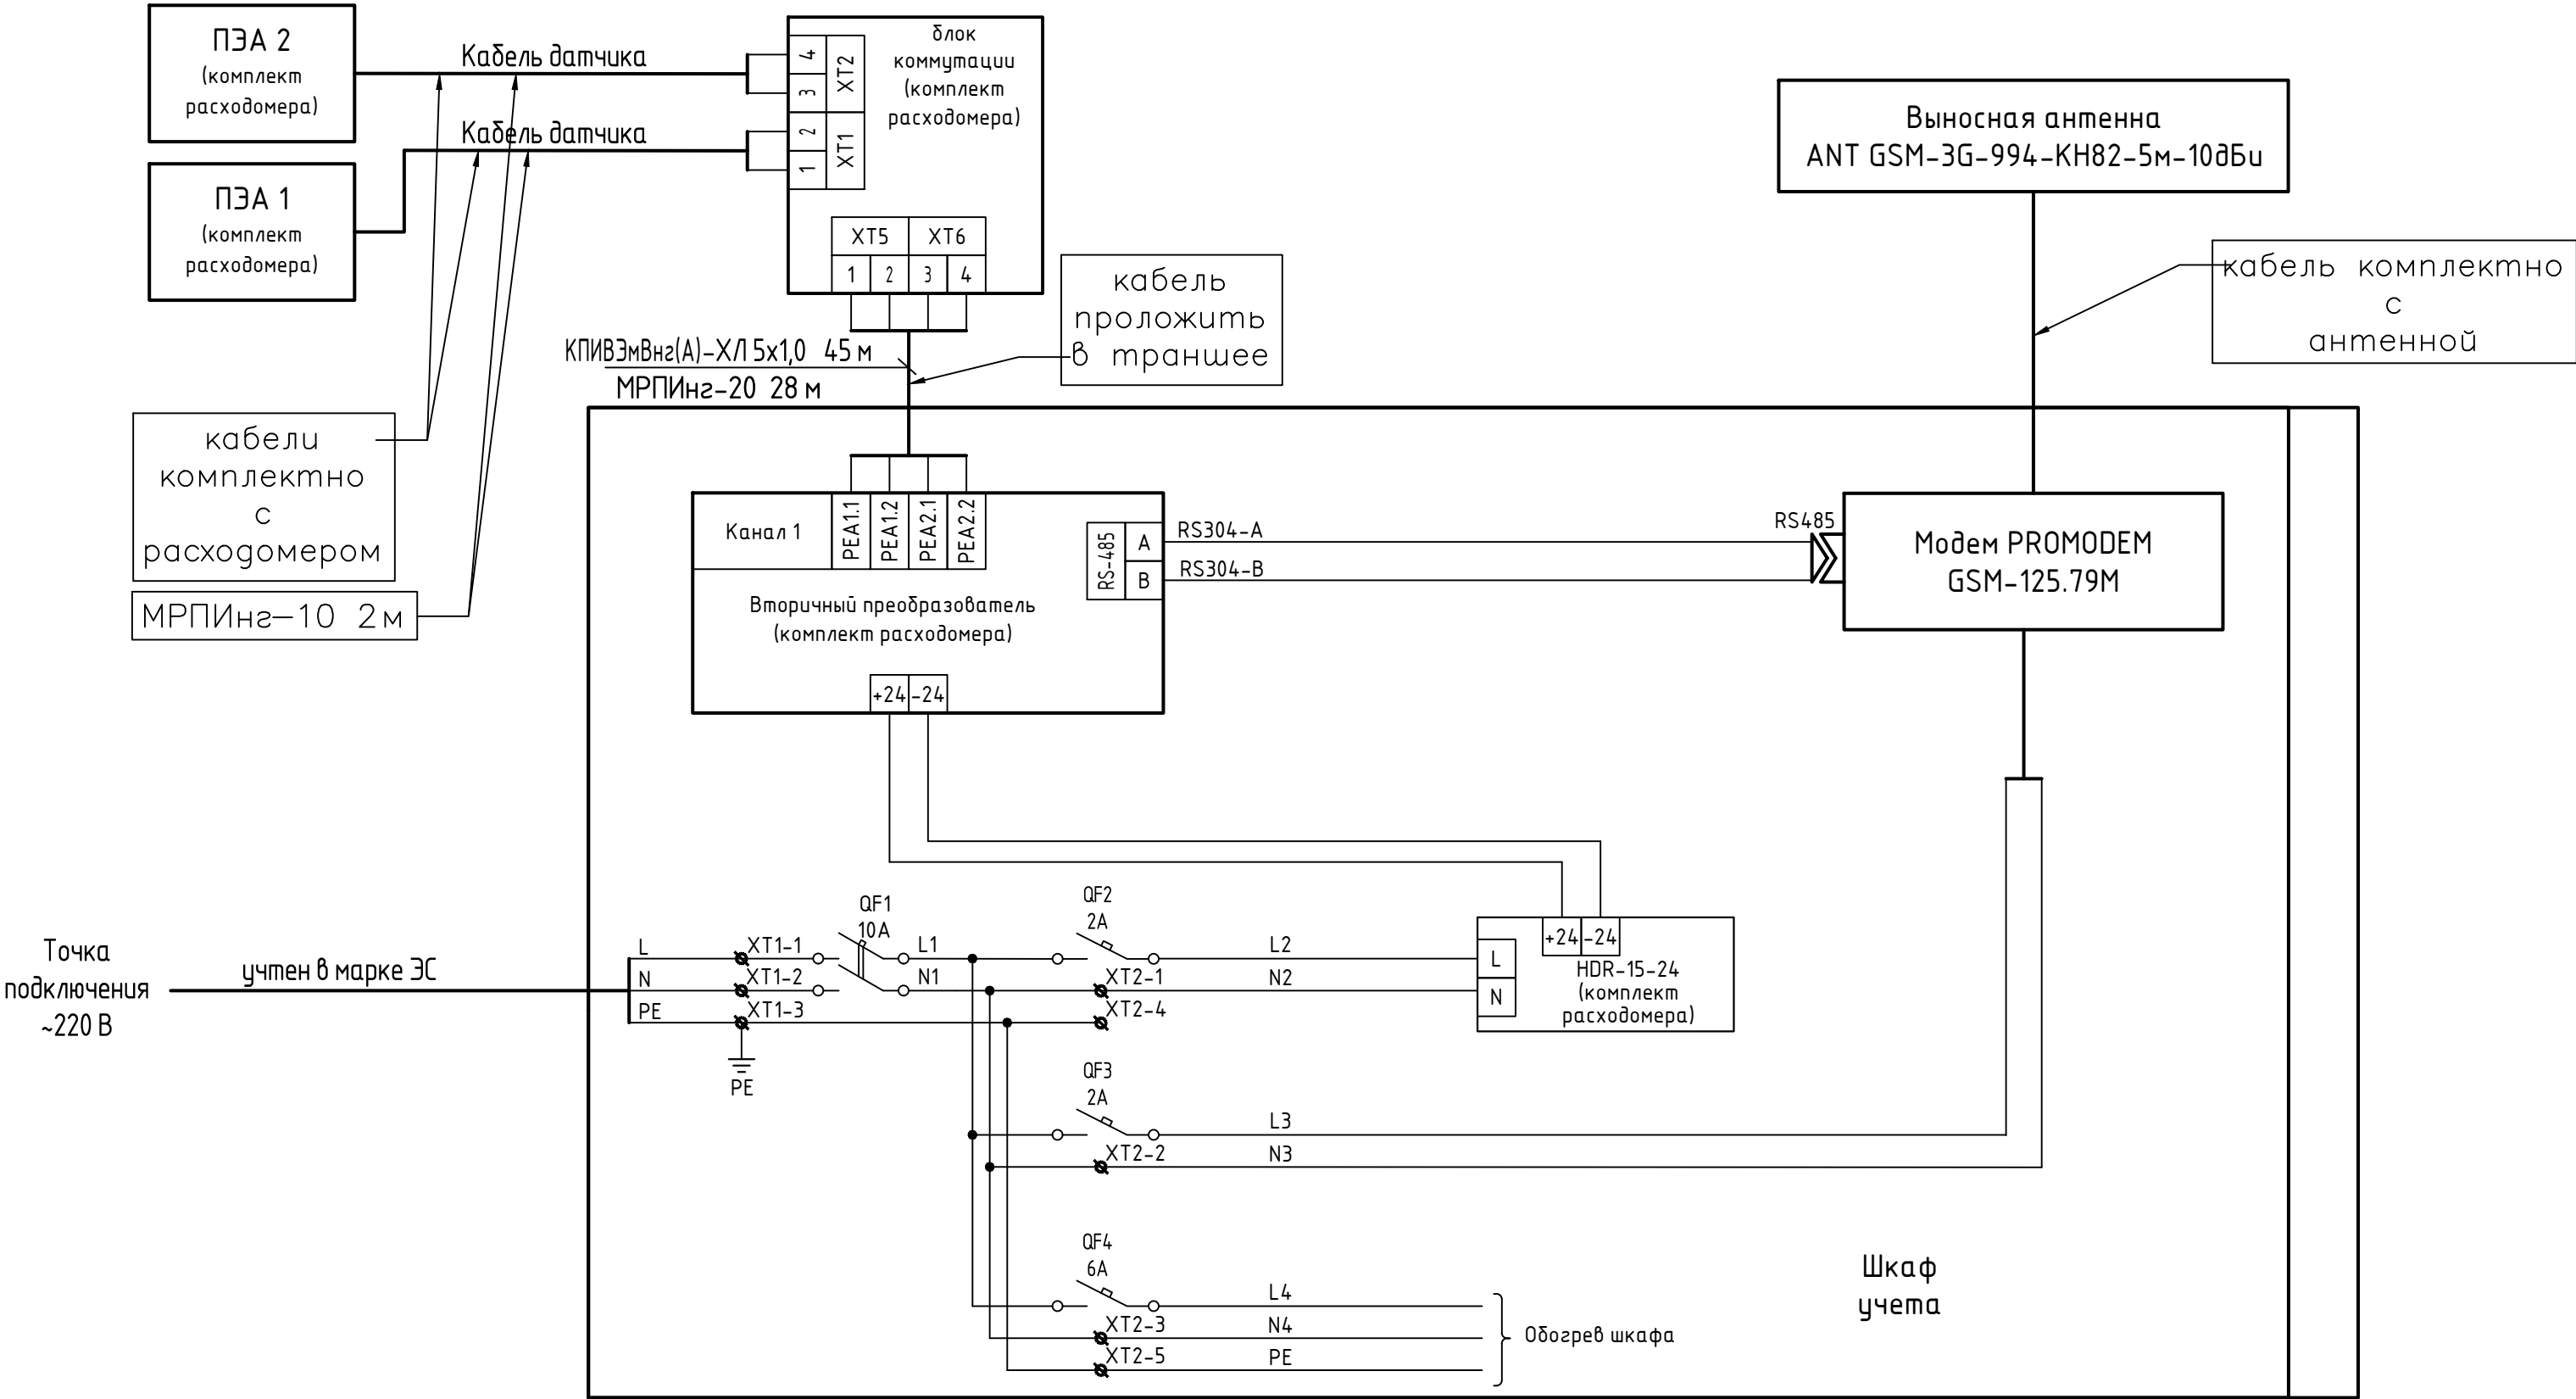 ПЭА 2
(комплект
расходомера)
ПЭА 1
(комплект
расходомера)
Кабель датчика
Кабель датчика
4
3
XT2
2
1
XT1
блок
коммутации
(комплект
расходомера)
XT5 XT6
1 2 3 4
Выносная антенна
ANT GSM-3G-994-КН82-5м-10дБи
кабель комплектно
с
антенной
кабель
проложить
в траншее
КПИВЭмВнг(А)-ХЛ 5х1,0 45 м
МРПИнг-20 28 м
кабели
комплектно
с
расходомером
МРПИнг-10 2м
Канал 1
PEA1.1
PEA1.2
PEA2.1
PEA2.2
RS-485
A
B
RS304-A
RS304-B
RS485
Модем PROMODEM
GSM-125.79M
Вторичный преобразователь
(комплект расходомера)
+24 -24
Точка
подключения
~220 В
учтен в марке ЭС
L
N
PE
XT1-1
XT1-2
XT1-3
PE
QF1
10A
L1
N1
QF2
2A
XT2-1
XT2-4
L2
N2
+24 -24
L
N
HDR-15-24
(комплект
расходомера)
QF3
2A
XT2-2
L3
N3
QF4
6A
XT2-3
XT2-5
L4
N4
PE
Обогрев шкафа
Шкаф
учета